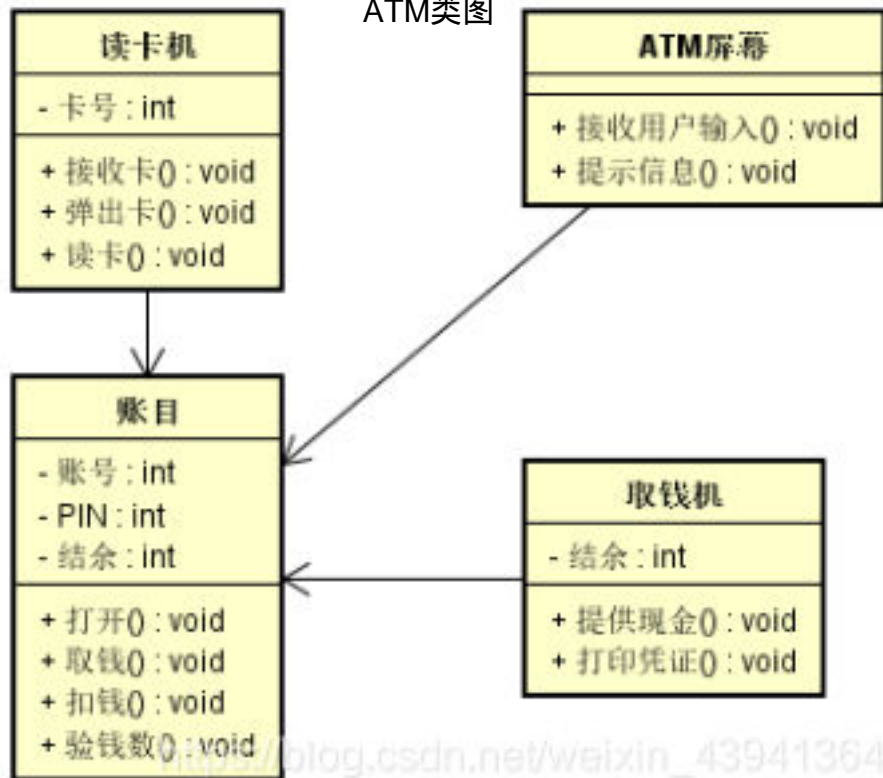 ATM类图
读卡机
- 卡号 : int
+ 接收卡() : void
+ 弹出卡() : void
+ 读卡() : void
ATM屏幕
+ 接收用户输入() : void
+ 提示信息() : void
账目
- 账号 : int
- PIN : int
- 结余 : int
+ 打开() : void
+ 取钱() : void
+ 扣钱() : void
+ 验钱数() : void
取钱机
- 结余 : int
+ 提供现金() : void
+ 打印凭证() : void
https://blog.csdn.net/weixin_43941364